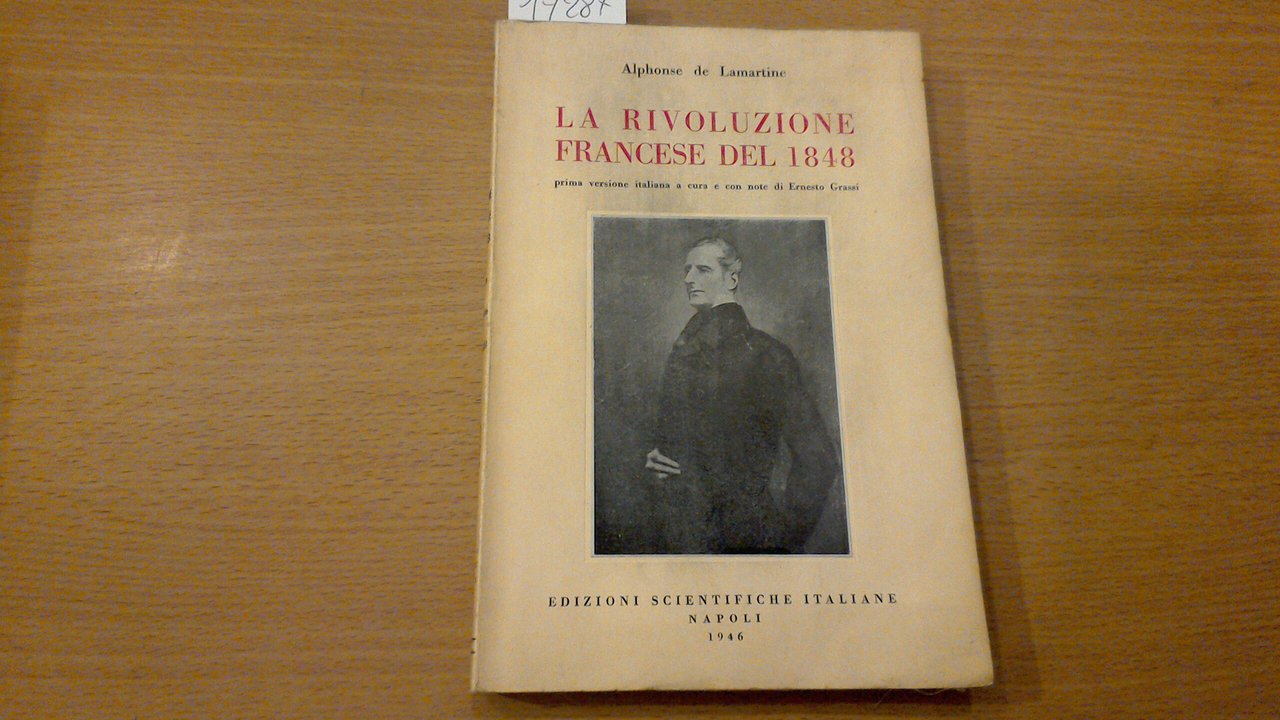 Alphonse de Lamartine
LA RIVOLUZIONE
FRANCESE DEL 1848
prima versione italiana a cura e con note di Ernesto Grassi
EDIZIONI SCIENTIFICHE ITALIANE
NAPOLI
1946